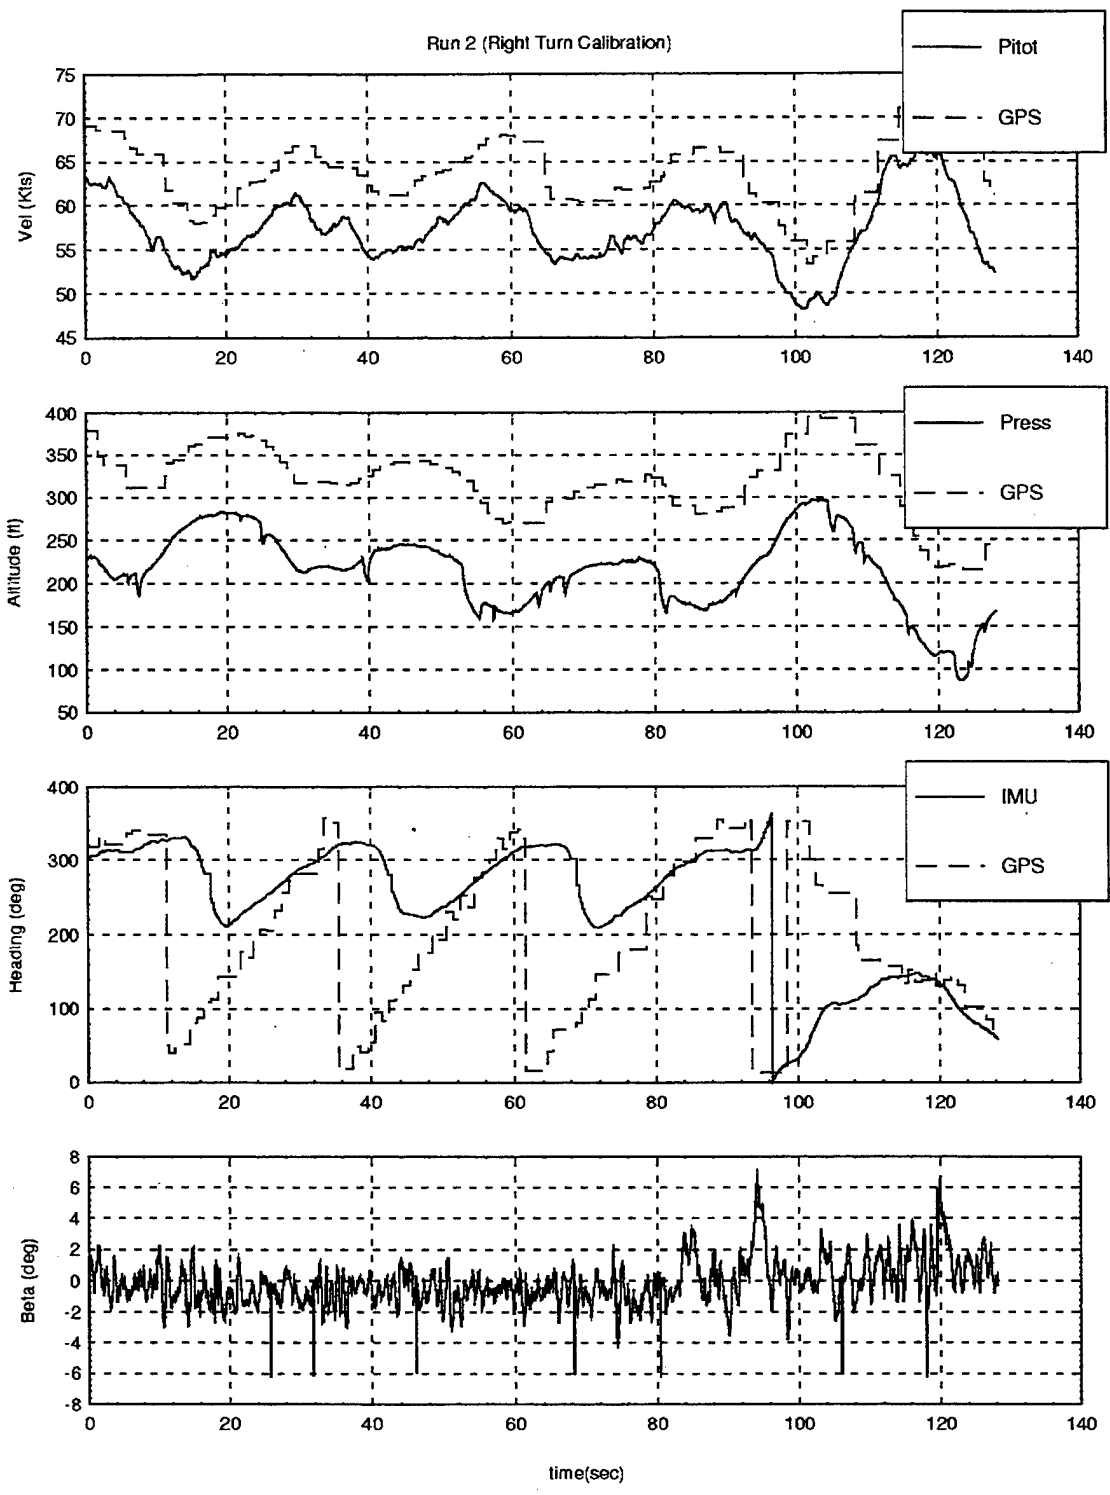 Run 2 (Right Turn Calibration)
Pitot
GPS
Vel (Kts)
75
70
65
60
55
50
45
0 20 40 60 80 100 120 140
Press
GPS
Altitude (ft)
400
350
300
250
200
150
100
50
0 20 40 60 80 100 120 140
IMU
GPS
Heading (deg)
400
300
200
100
0
0 20 40 60 80 100 120 140
Beta (deg)
8
6
4
2
0
-2
-4
-6
-8
0 20 40 60 80 100 120 140
time(sec)